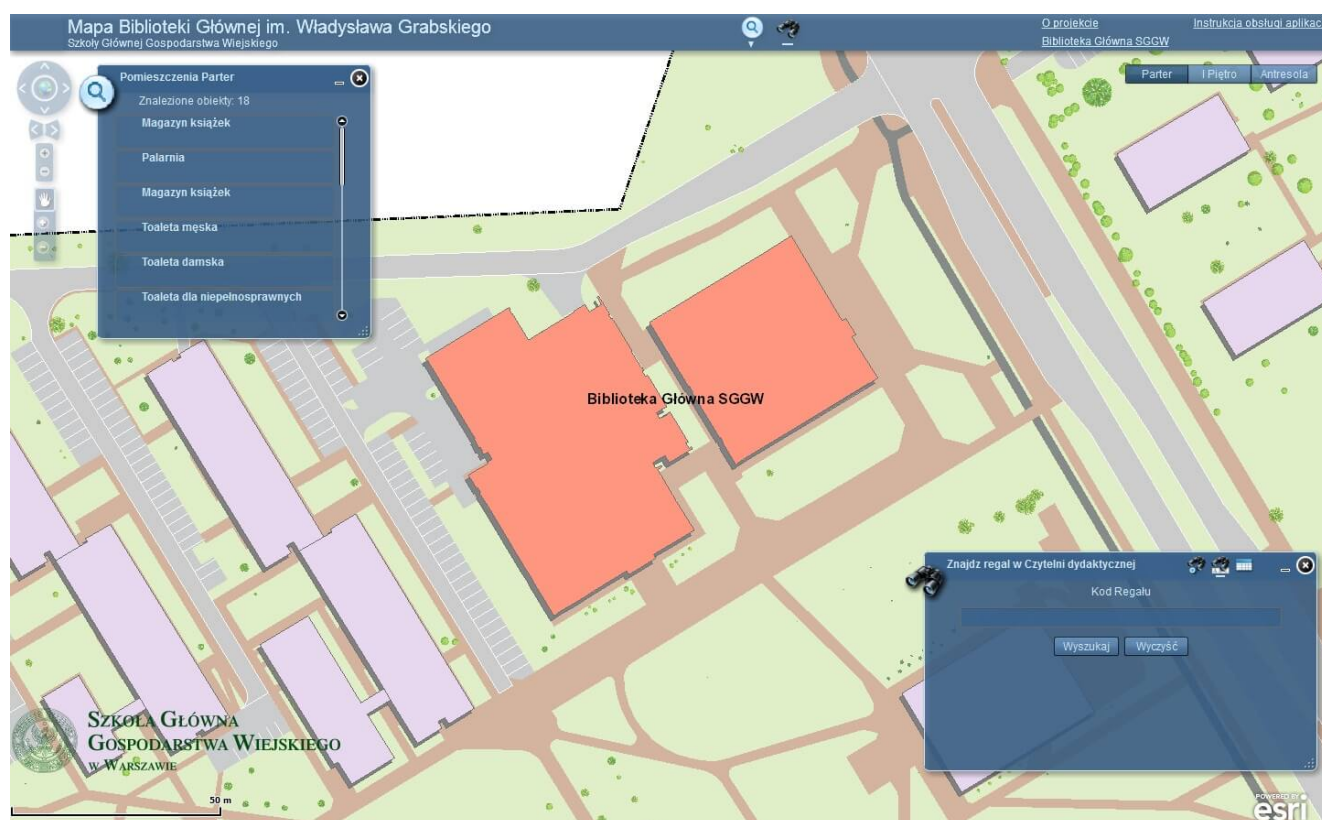 Mapa Biblioteki Głównej im. Władysława Grabskiego
Szkoły Głównej Gospodarstwa Wiejskiego
O projekcie
Instrukcja obsługi aplikac
Biblioteka Główna SGGW
Parter
I Piętro
Antresola
Pomieszczenia Parter
Znalezione obiekty: 18
Magazyn książek
Palarnia
Magazyn książek
Toaleta męska
Toaleta damska
Toaleta dla niepełnosprawnych
Biblioteka Główna SGGW
Znajdz regal w Czytelni dydaktycznej
Kod Regału
Wyszukaj
Wyczyść
Szkoła Główna
Gospodarstwa Wiejskiego
w Warszawie
50 m
POWERED BY
esri